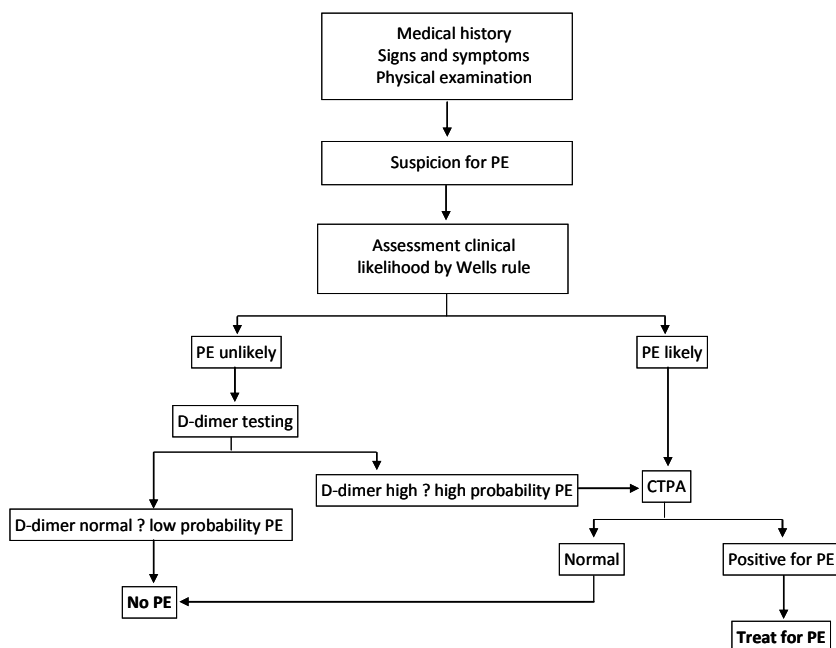 Medical history
Signs and symptoms
Physical examination
Suspicion for PE
Assessment clinical
likelihood by Wells rule
PE unlikely
PE likely
D-dimer testing
D-dimer high ? high probability PE
CTPA
D-dimer normal ? low probability PE
Normal
Positive for PE
No PE
Treat for PE